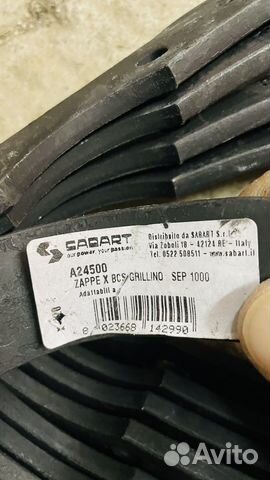 SABART
our power, your passion
Distribuito da SABART S.r.l.
Via Zoboli 18 - 42124 RE - Italy
Tel. 0522 508511 - www.sabart.it
A24500
ZAPPE X BCS/GRILLINO SEP 1000
Adattabili a
8 023668 142990
Avito